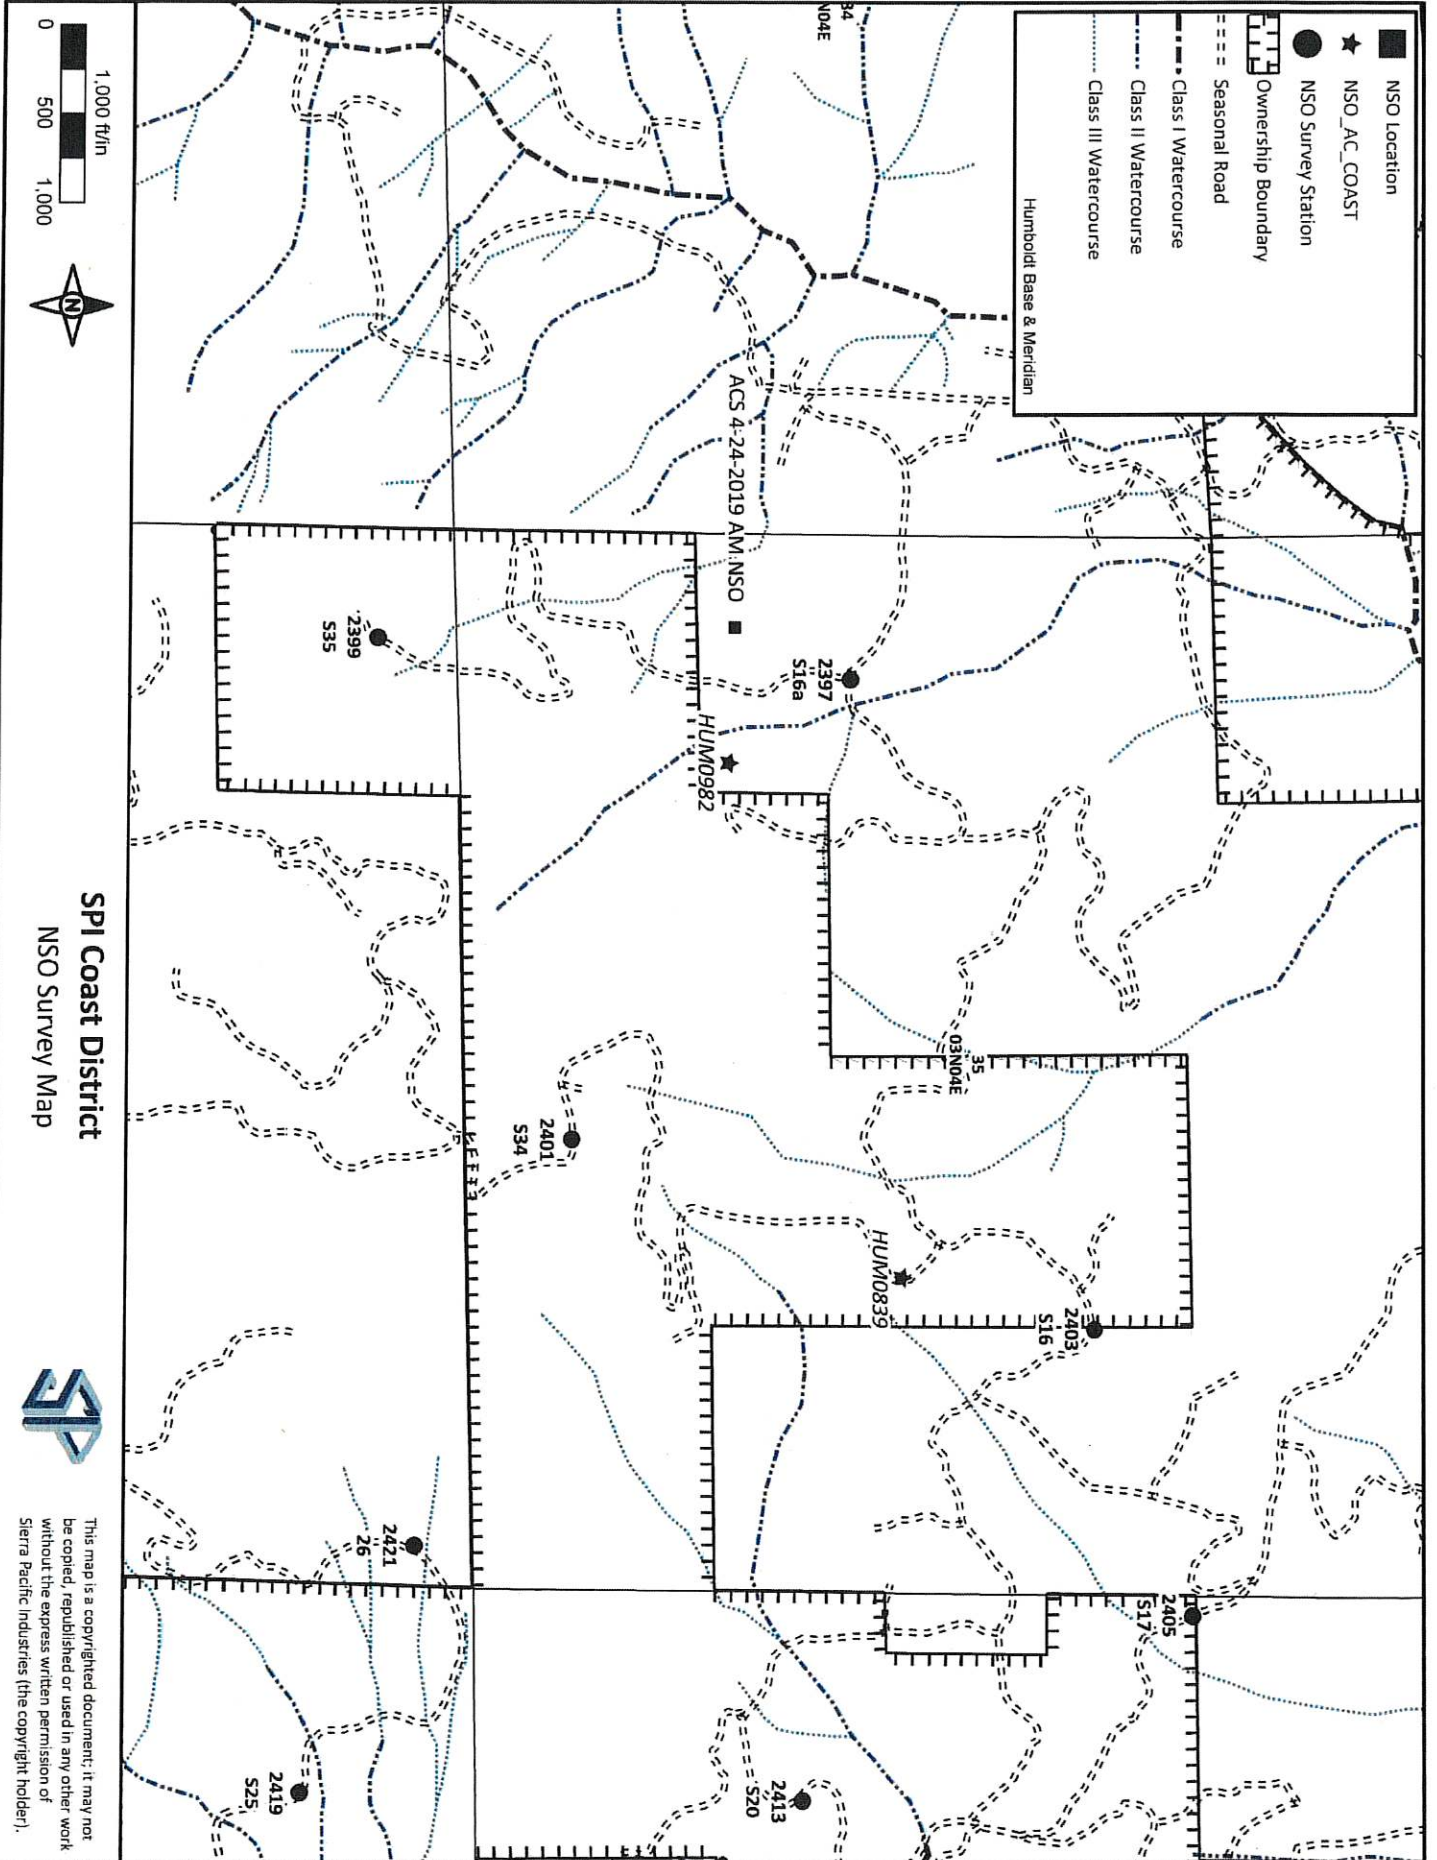 NSO Location
NSO_AC_COAST
NSO Survey Station
Ownership Boundary
Seasonal Road
Class I Watercourse
Class II Watercourse
Class III Watercourse
Humboldt Base & Meridian
34
N04E
ACS 4-24-2019 AM NSO
2397
S16a
HUM0982
2399
S35
35
03N04E
2401
S34
HUM0839
2403
S16
2405
S17
2413
S20
2421
26
2419
S25
1,000 ft/in
0 500 1,000
N
SPI Coast District
NSO Survey Map
SPI
This map is a copyrighted document; it may not
be copied, republished or used in any other work
without the express written permission of
Sierra Pacific Industries (the copyright holder).